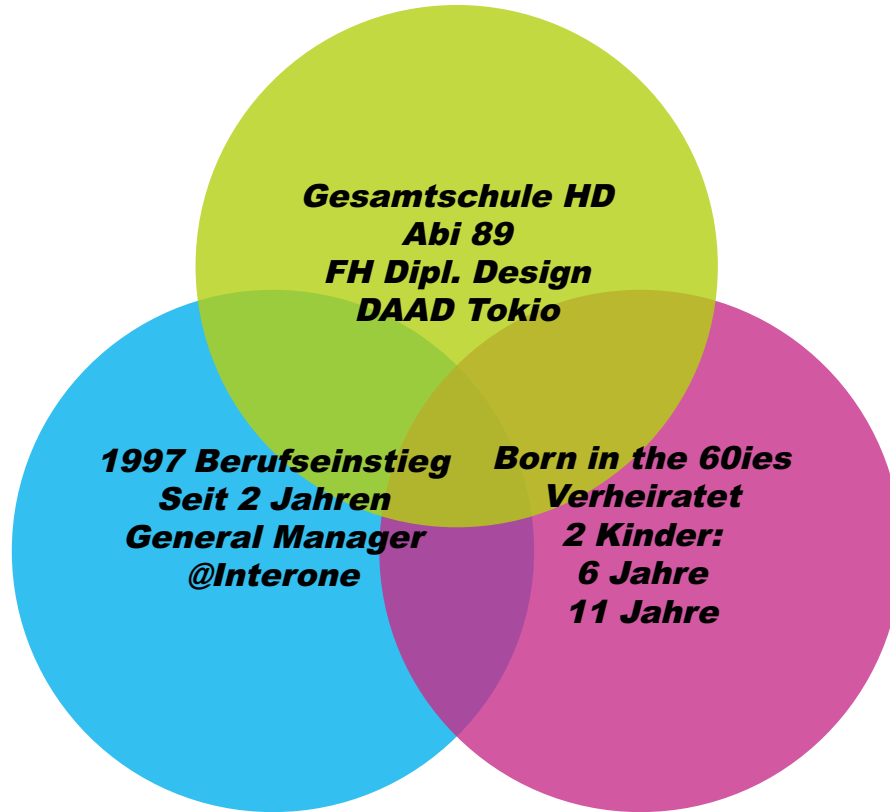 Gesamtschule HD
Abi 89
FH Dipl. Design
DAAD Tokio
1997 Berufseinstieg
Seit 2 Jahren
General Manager
@Interone
Born in the 60ies
Verheiratet
2 Kinder:
6 Jahre
11 Jahre